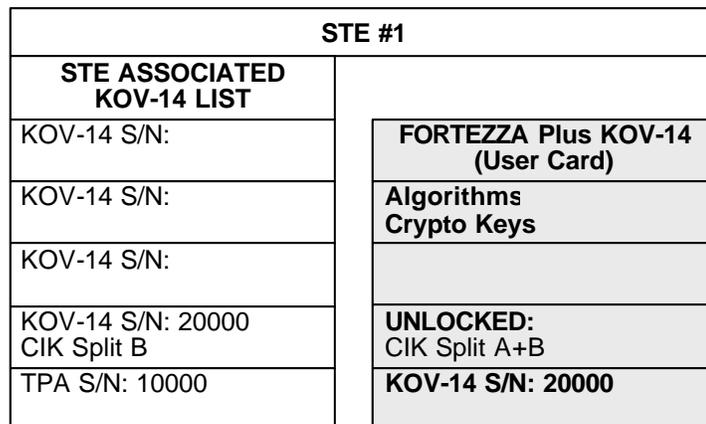 STE #1
STE ASSOCIATED
KOV-14 LIST
KOV-14 S/N:
KOV-14 S/N:
KOV-14 S/N:
KOV-14 S/N: 20000
CIK Split B
TPA S/N: 10000
FORTEZZA Plus KOV-14
(User Card)
Algorithms
Crypto Keys
UNLOCKED:
CIK Split A+B
KOV-14 S/N: 20000